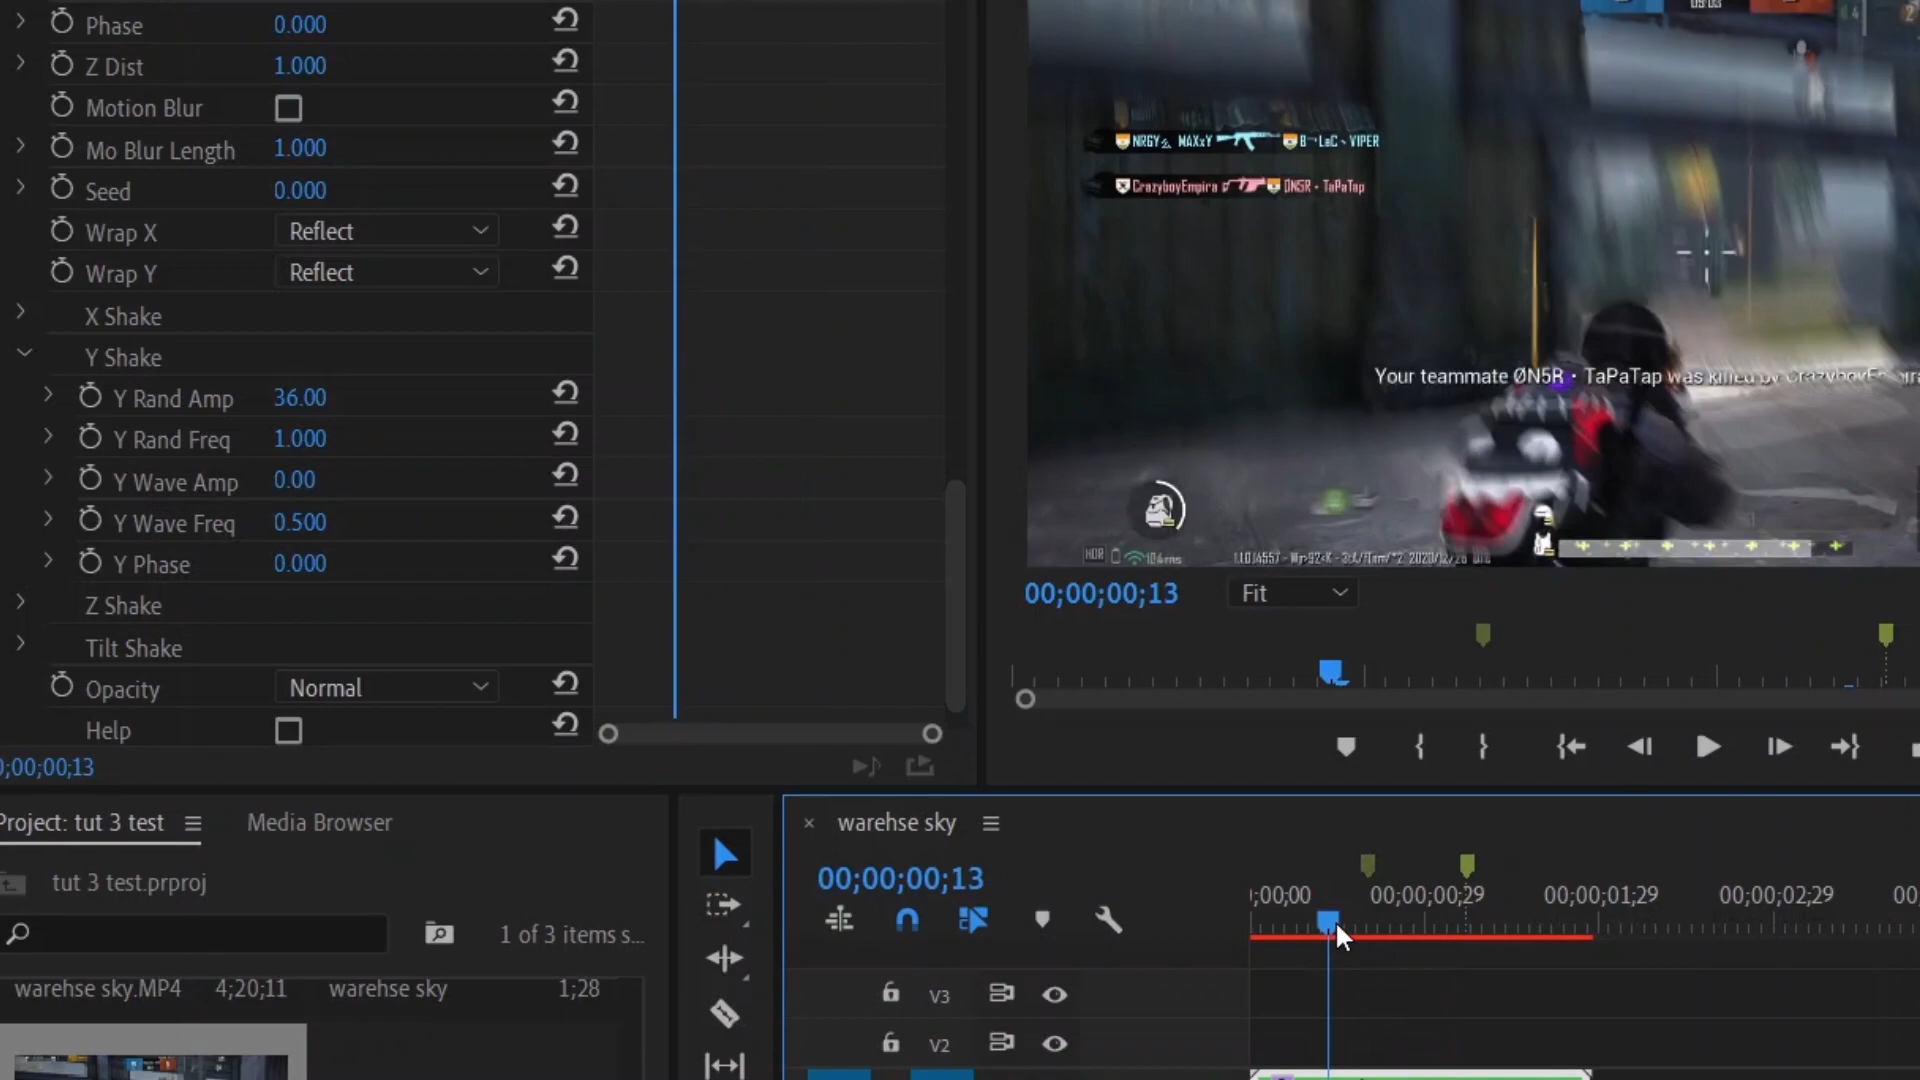 Phase 0.000
Z Dist 1.000
Motion Blur
Mo Blur Length 1.000
Seed 0.000
Wrap X Reflect
Wrap Y Reflect
X Shake
Y Shake
Y Rand Amp 36.00
Y Rand Freq 1.000
Y Wave Amp 0.00
Y Wave Freq 0.500
Y Phase 0.000
Z Shake
Tilt Shake
Opacity Normal
Help
;00;00;13
NRGY MAXxY LaC VIPER
CrazyboyEmpira ØN5R · TaPaTap
Your teammate ØN5R · TaPaTap was killed by
HDR 104ms
00;00;00;13 Fit
Project: tut 3 test Media Browser
tut 3 test.prproj
1 of 3 items s...
warehse sky.MP4 4;20;11 warehse sky 1;28
× warehse sky
00;00;00;13
;00;00 00;00;00;29 00;00;01;29 00;00;02;29 00
V3
V2